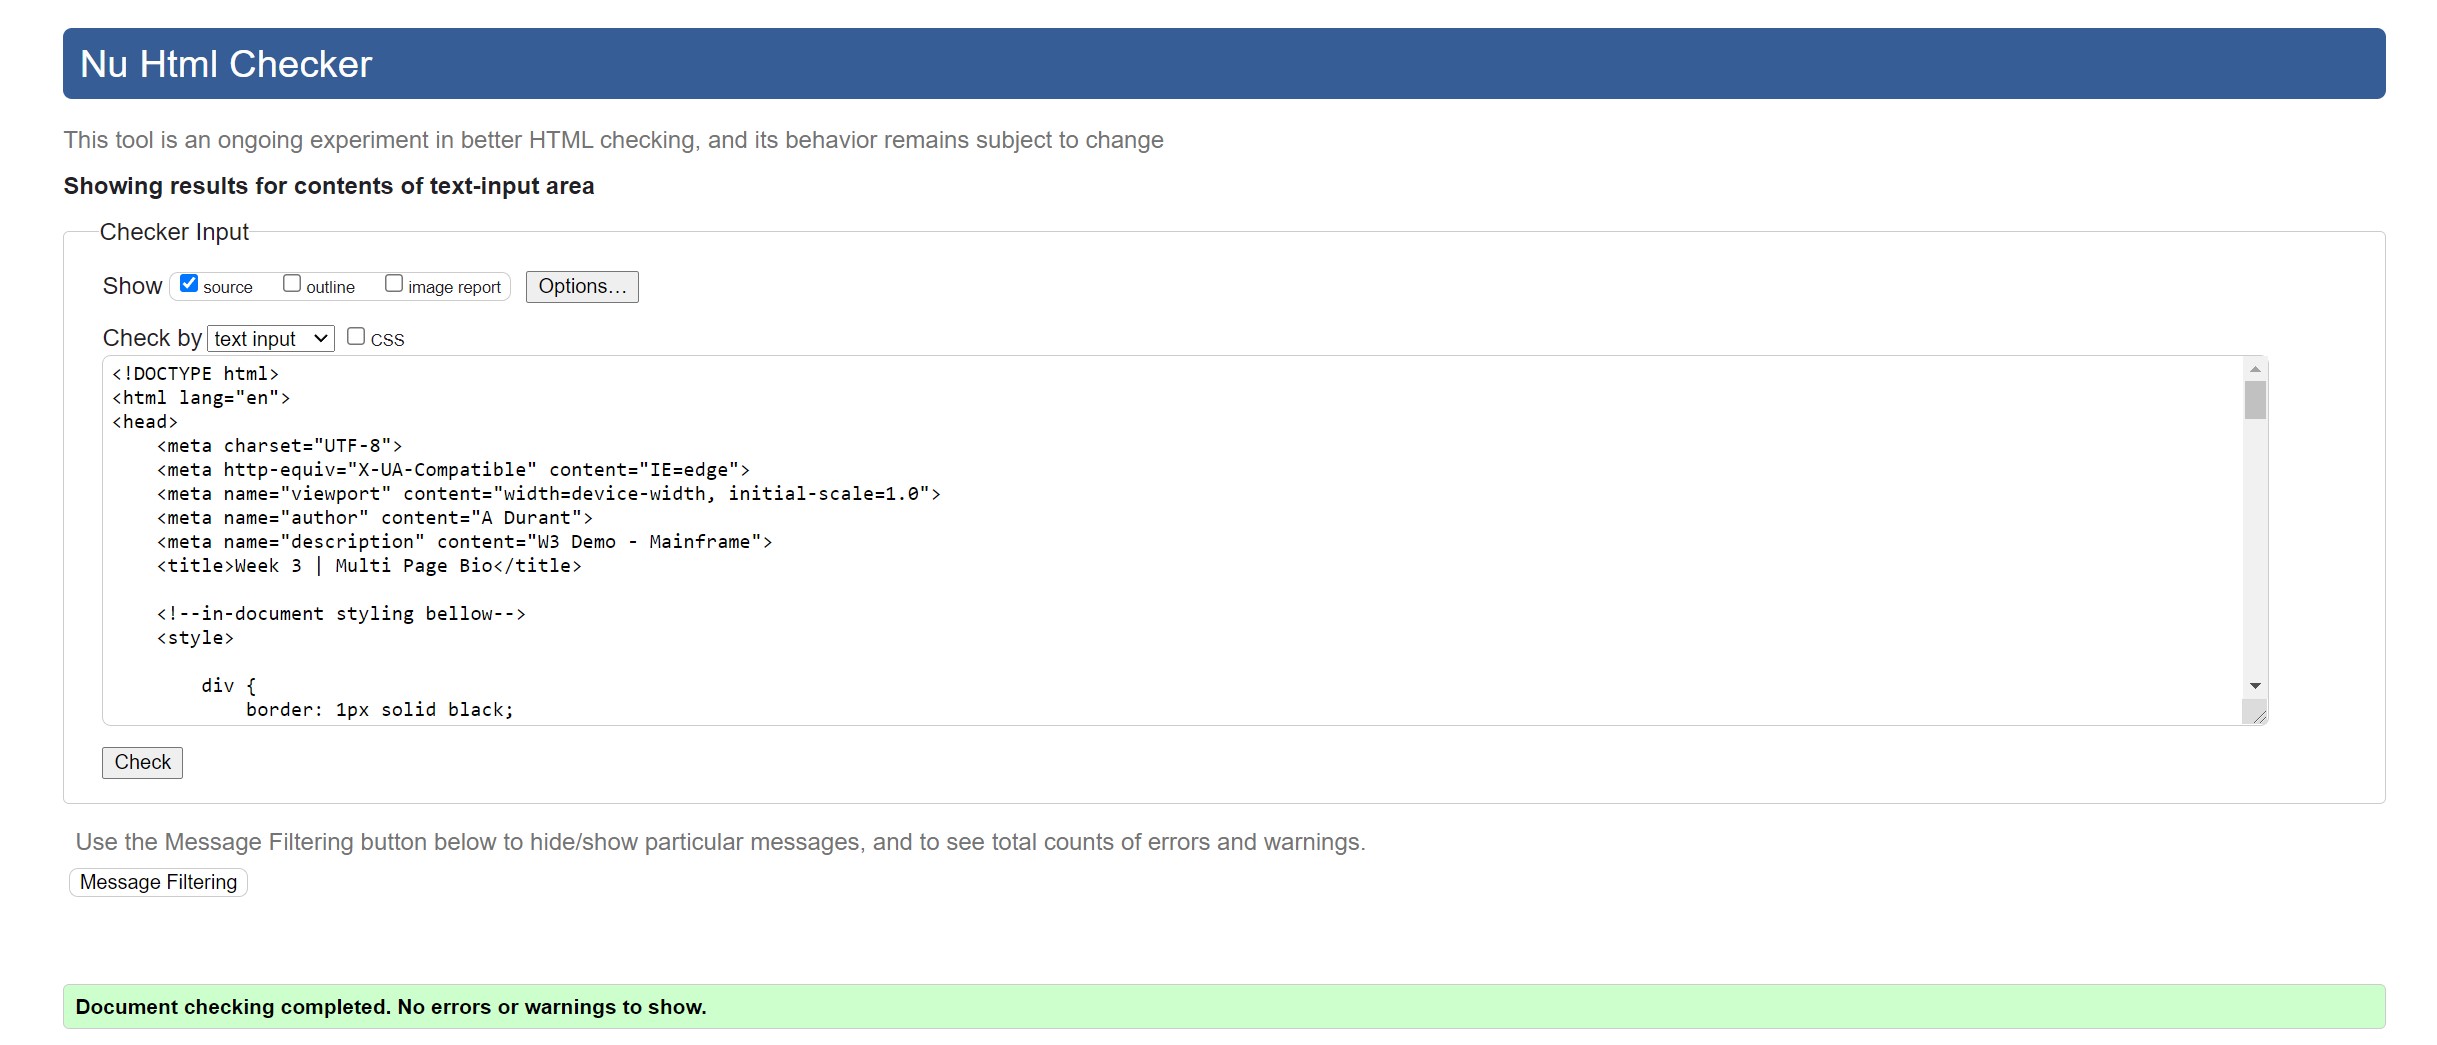 Nu Html Checker
This tool is an ongoing experiment in better HTML checking, and its behavior remains subject to change
Showing results for contents of text-input area
Checker Input
Show source outline image report Options...
Check by text input CSS
<!DOCTYPE html>
<html lang="en">
<head>
    <meta charset="UTF-8">
    <meta http-equiv="X-UA-Compatible" content="IE=edge">
    <meta name="viewport" content="width=device-width, initial-scale=1.0">
    <meta name="author" content="A Durant">
    <meta name="description" content="W3 Demo - Mainframe">
    <title>Week 3 | Multi Page Bio</title>
    <!--in-document styling bellow-->
    <style>
        div {
            border: 1px solid black;
Check
Use the Message Filtering button below to hide/show particular messages, and to see total counts of errors and warnings.
Message Filtering
Document checking completed. No errors or warnings to show.